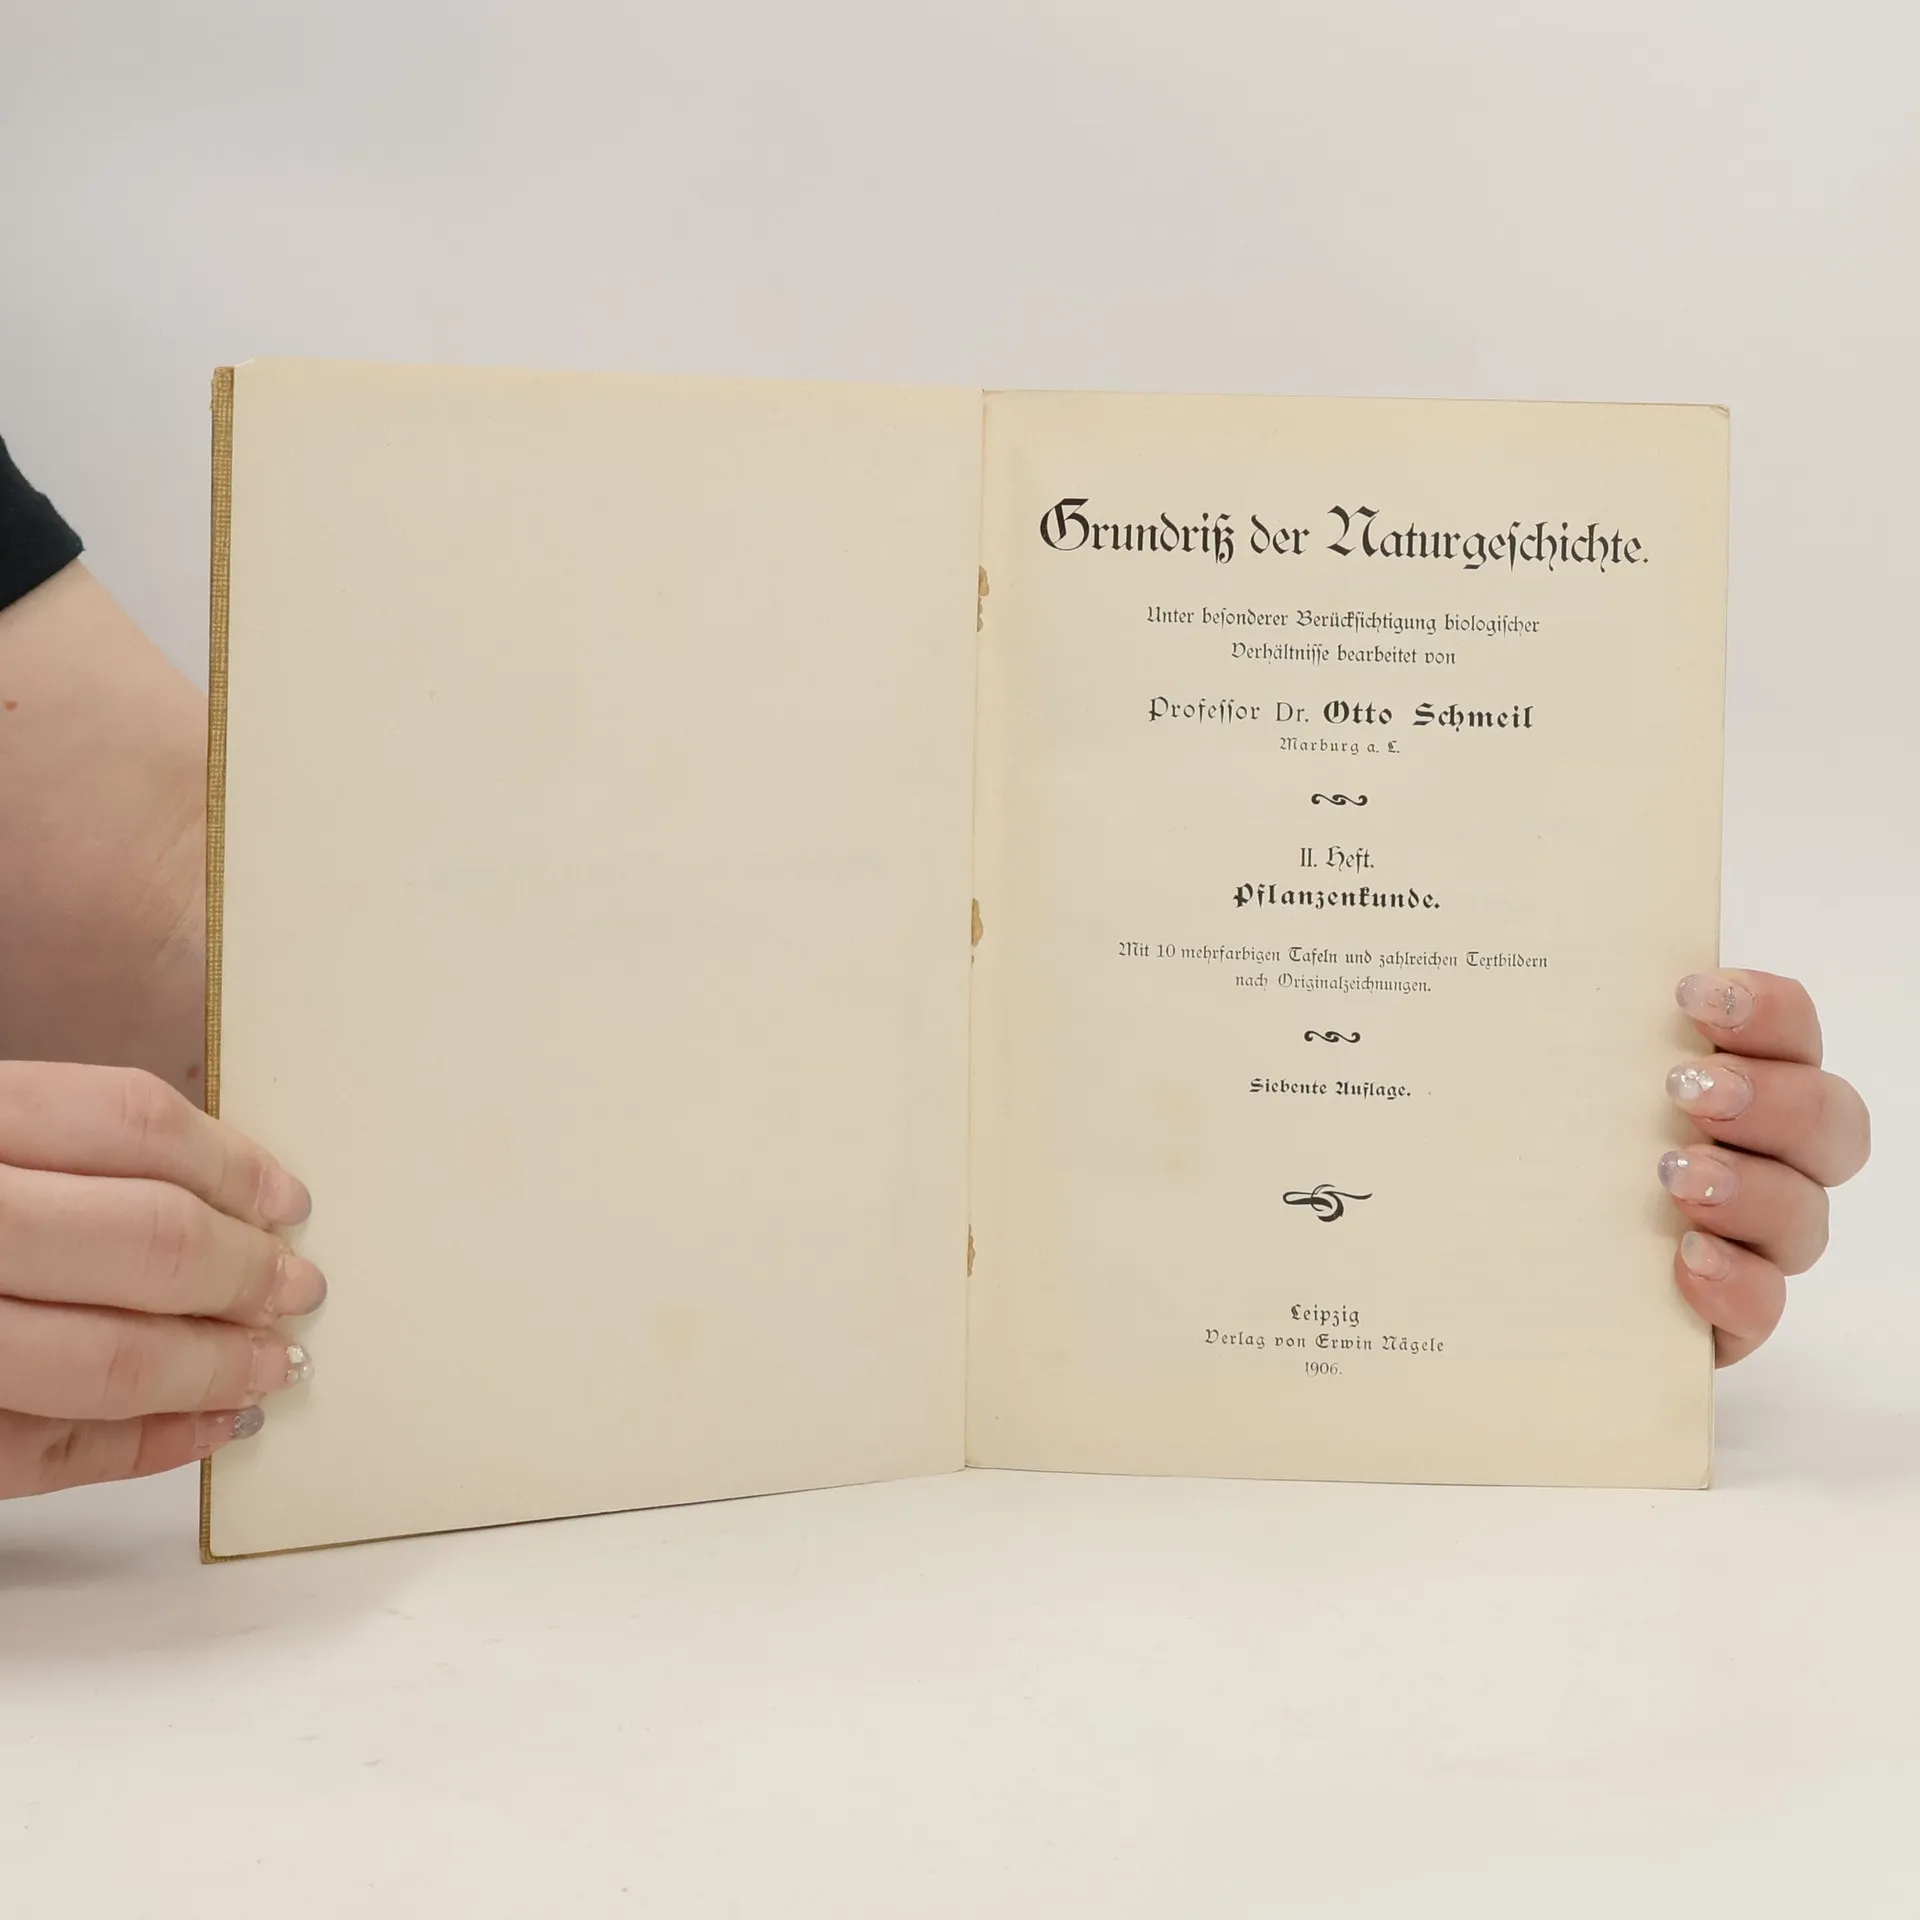 Grundriß der Naturgeschichte.
Unter besonderer Berücksichtigung biologischer
Verhältnisse bearbeitet von
Professor Dr. Otto Schmeil
Marburg a. L.
II. Heft.
Pflanzenkunde.
Mit 10 mehrfarbigen Tafeln und zahlreichen Textbildern
nach Originalzeichnungen.
Siebente Auflage.
Leipzig
Verlag von Erwin Nägele
1906.